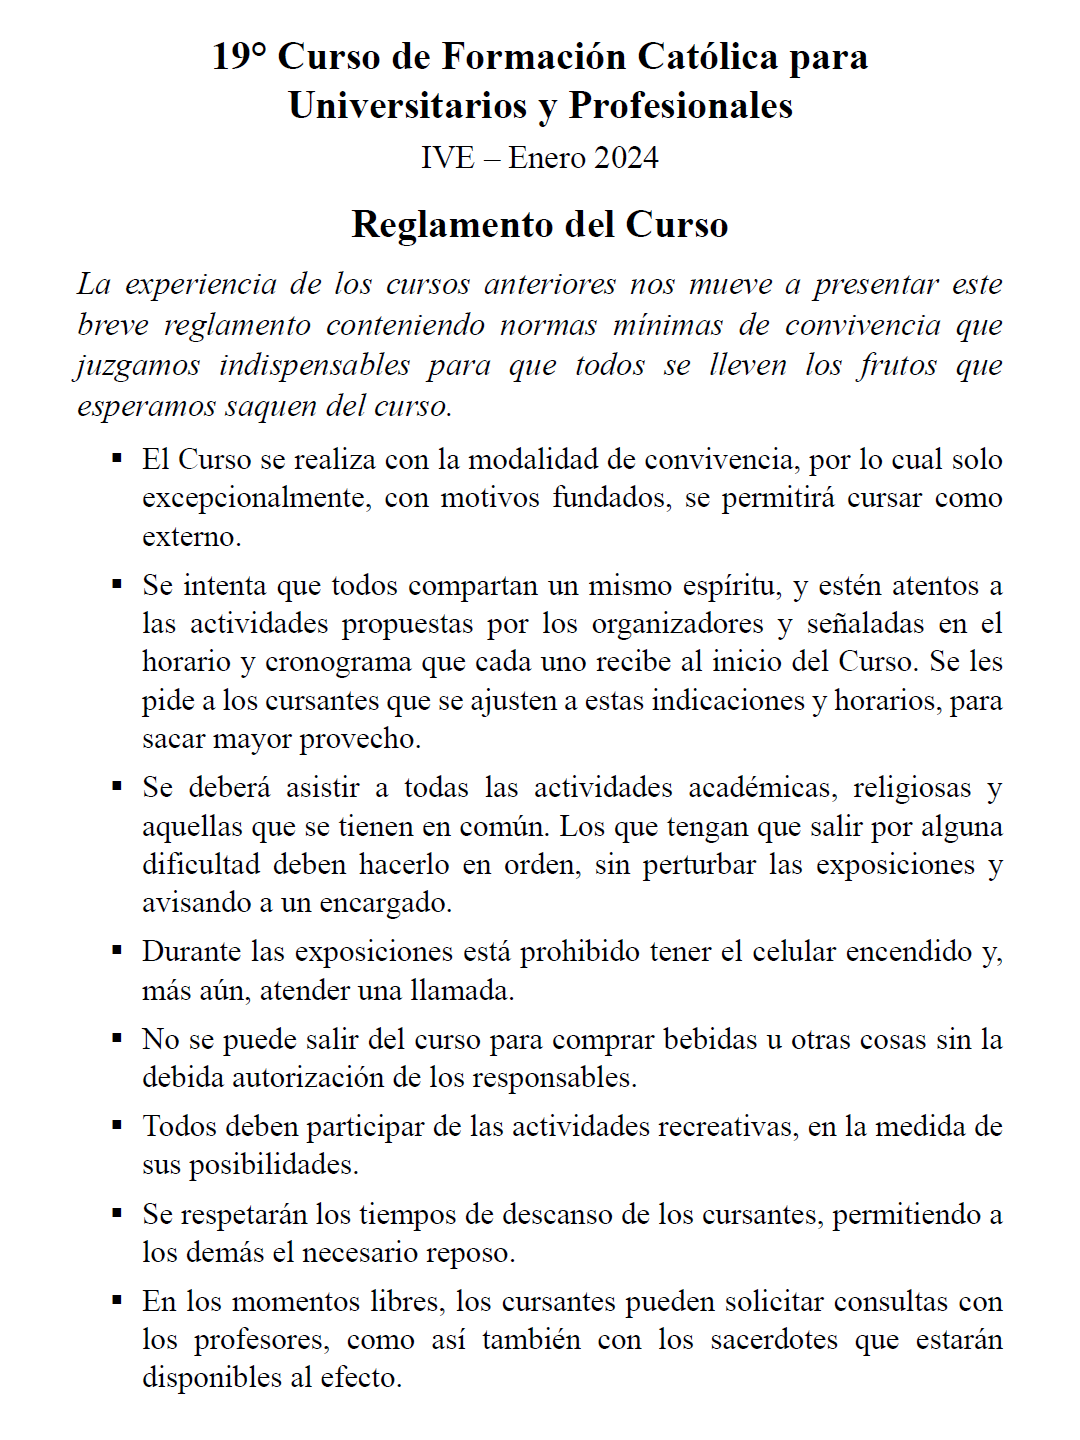 19° Curso de Formación Católica para
Universitarios y Profesionales
IVE – Enero 2024
Reglamento del Curso
La experiencia de los cursos anteriores nos mueve a presentar este
breve reglamento conteniendo normas mínimas de convivencia que
juzgamos indispensables para que todos se lleven los frutos que
esperamos saquen del curso.
▪ El Curso se realiza con la modalidad de convivencia, por lo cual solo
excepcionalmente, con motivos fundados, se permitirá cursar como
externo.
▪ Se intenta que todos compartan un mismo espíritu, y estén atentos a
las actividades propuestas por los organizadores y señaladas en el
horario y cronograma que cada uno recibe al inicio del Curso. Se les
pide a los cursantes que se ajusten a estas indicaciones y horarios, para
sacar mayor provecho.
▪ Se deberá asistir a todas las actividades académicas, religiosas y
aquellas que se tienen en común. Los que tengan que salir por alguna
dificultad deben hacerlo en orden, sin perturbar las exposiciones y
avisando a un encargado.
▪ Durante las exposiciones está prohibido tener el celular encendido y,
más aún, atender una llamada.
▪ No se puede salir del curso para comprar bebidas u otras cosas sin la
debida autorización de los responsables.
▪ Todos deben participar de las actividades recreativas, en la medida de
sus posibilidades.
▪ Se respetarán los tiempos de descanso de los cursantes, permitiendo a
los demás el necesario reposo.
▪ En los momentos libres, los cursantes pueden solicitar consultas con
los profesores, como así también con los sacerdotes que estarán
disponibles al efecto.